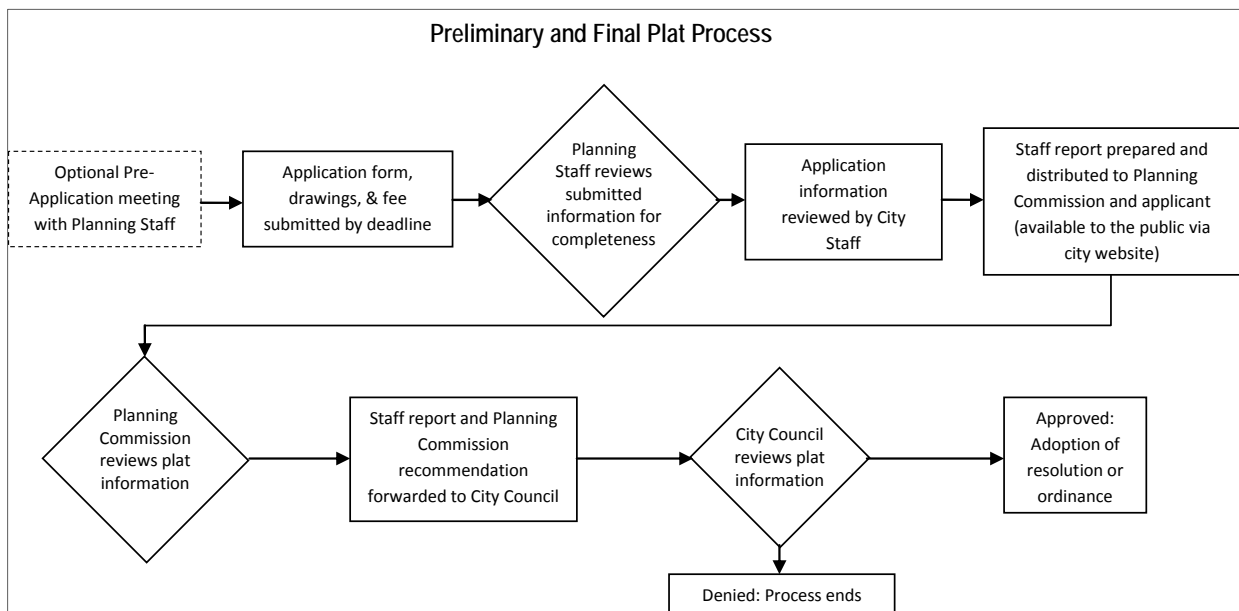 Preliminary and Final Plat Process
Optional Pre-
Application meeting
with Planning Staff
Application form,
drawings, & fee
submitted by deadline
Planning
Staff reviews
submitted
information for
completeness
Application
information
reviewed by City
Staff
Staff report prepared and
distributed to Planning
Commission and applicant
(available to the public via
city website)
Planning
Commission
reviews plat
information
Staff report and Planning
Commission
recommendation
forwarded to City Council
City Council
reviews plat
information
Approved:
Adoption of
resolution or
ordinance
Denied: Process ends